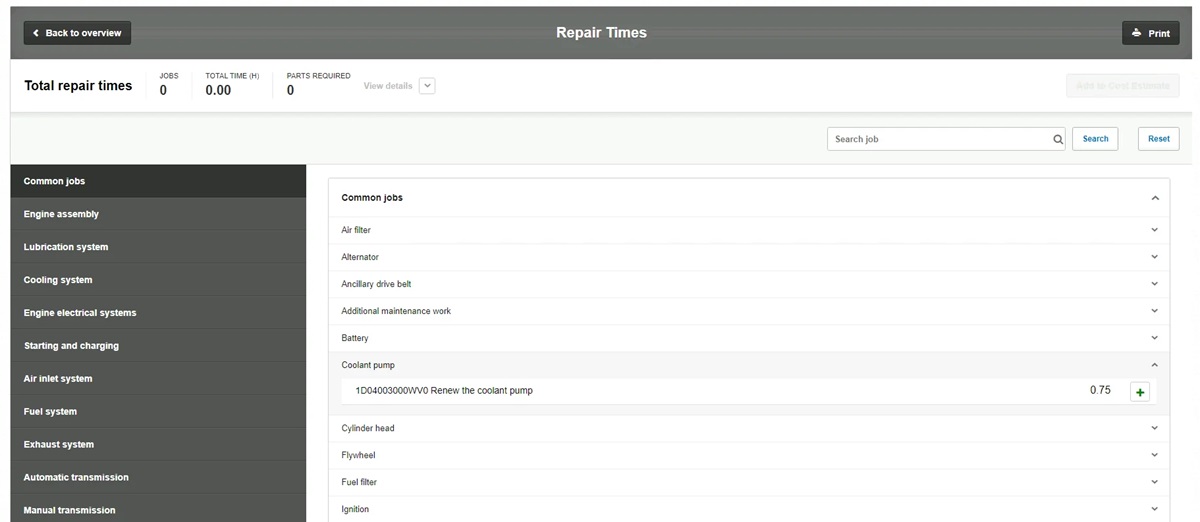 Back to overview
Repair Times
Print
Total repair times
JOBS
0
TOTAL TIME (H)
0.00
PARTS REQUIRED
0
View details
Add to Cost Estimate
Search job
Search
Reset
Common jobs
Engine assembly
Lubrication system
Cooling system
Engine electrical systems
Starting and charging
Air inlet system
Fuel system
Exhaust system
Automatic transmission
Manual transmission
Common jobs
Air filter
Alternator
Ancillary drive belt
Additional maintenance work
Battery
Coolant pump
1D04003000WV0 Renew the coolant pump 0.75
Cylinder head
Flywheel
Fuel filter
Ignition